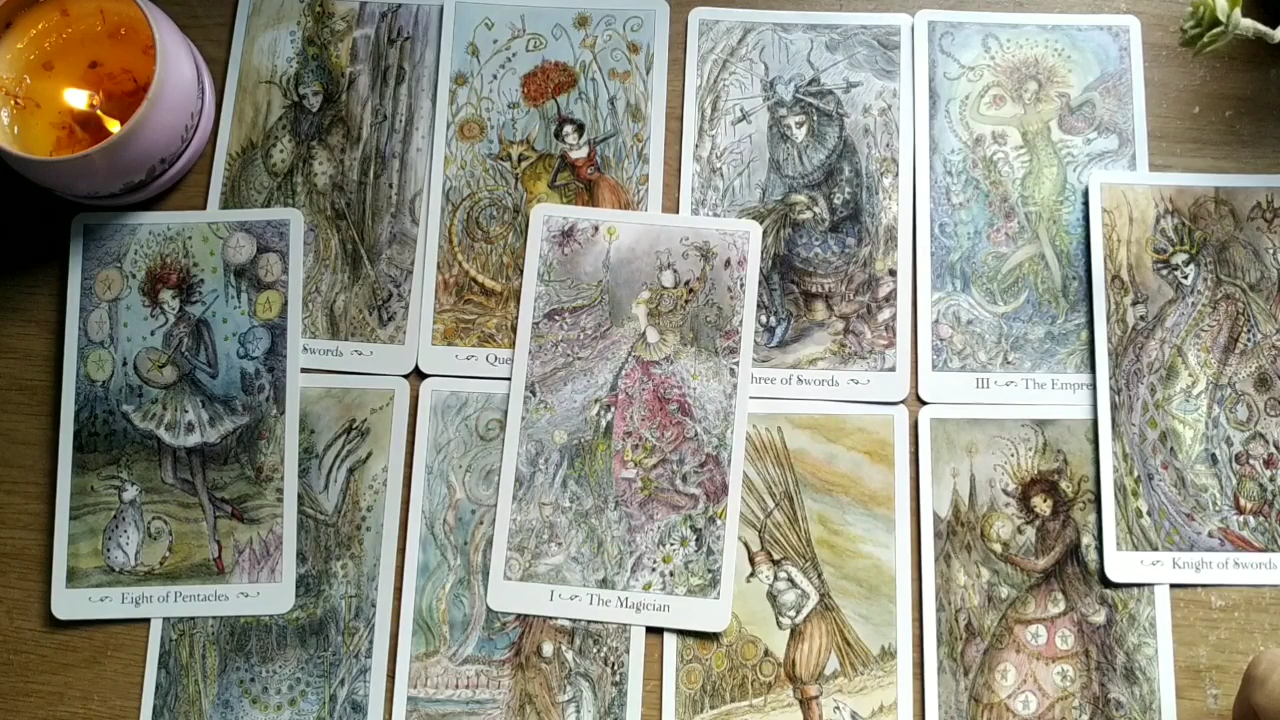 Swords
Que
hree of Swords
III The Empre
Eight of Pentacles
I The Magician
Knight of Swords